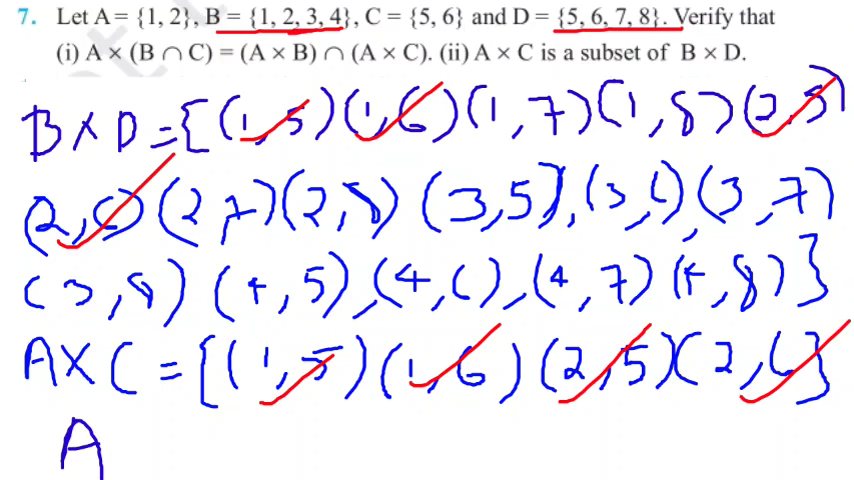 7. Let A = {1, 2}, B = {1, 2, 3, 4}, C = {5, 6} and D = {5, 6, 7, 8}. Verify that
(i) A × (B ∩ C) = (A × B) ∩ (A × C). (ii) A × C is a subset of B × D.
B × D = { (1, 5) (1, 6) (1, 7) (1, 8) (2, 5)
(2, 6) (2 7) (2, 8) (3, 5), (3, 6) (3, 7)
(3, 8) (4, 5), (4, 6), (4, 7) (4, 8) }
A × C = { (1, 5) (1, 6) (2, 5) (2, 6 }
A